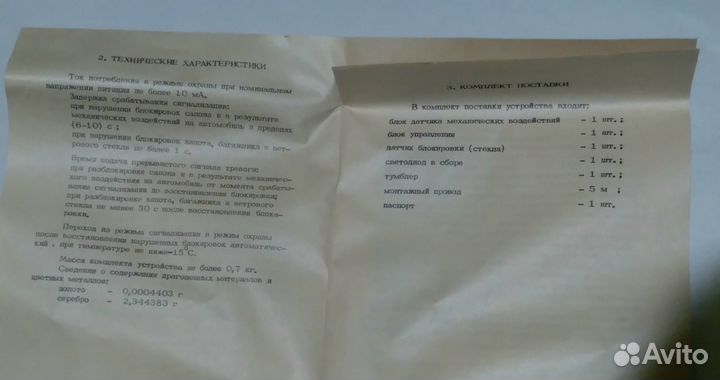 2. ТЕХНИЧЕСКИЕ ХАРАКТЕРИСТИКИ
Ток потребления в режиме охраны при номинальном
напряжении питания не более 10 мА.
Задержка срабатывания сигнализации:
при нарушении блокировок салона и в результате
механических воздействий на автомобиль в пределах
(6-10) с ;
при нарушении блокировок капота, багажника и вет-
рового стекла не более 1 с.
Время подачи прерывистого сигнала тревоги:
при разблокировке салона и в результате механичес-
кого воздействия на автомобиль от момента срабаты-
вания сигнализации до восстановления блокировки;
при разблокировке капота, багажника и ветрового
стекла не менее 30 с после восстановления блоки-
ровки.
Переход из режима сигнализации в режим охраны
после восстановления нарушенных блокировок автоматичес-
кий, при температуре не ниже -15°С.
Масса комплекта устройства не более 0,7 кг.
Сведения о содержании драгоценных материалов и
цветных металлов:
золото - 0,0004403 г
серебро - 2,344383 г
3. КОМПЛЕКТ ПОСТАВКИ
В комплект поставки устройства входит:
блок датчика механических воздействий - 1 шт.;
блок управления - 1 шт.;
датчик блокировки (стекла) - 1 шт.;
светодиод в сборе - 1 шт.;
тумблер - 1 шт.;
монтажный провод - 5 м ;
паспорт - 1 шт.
Avito